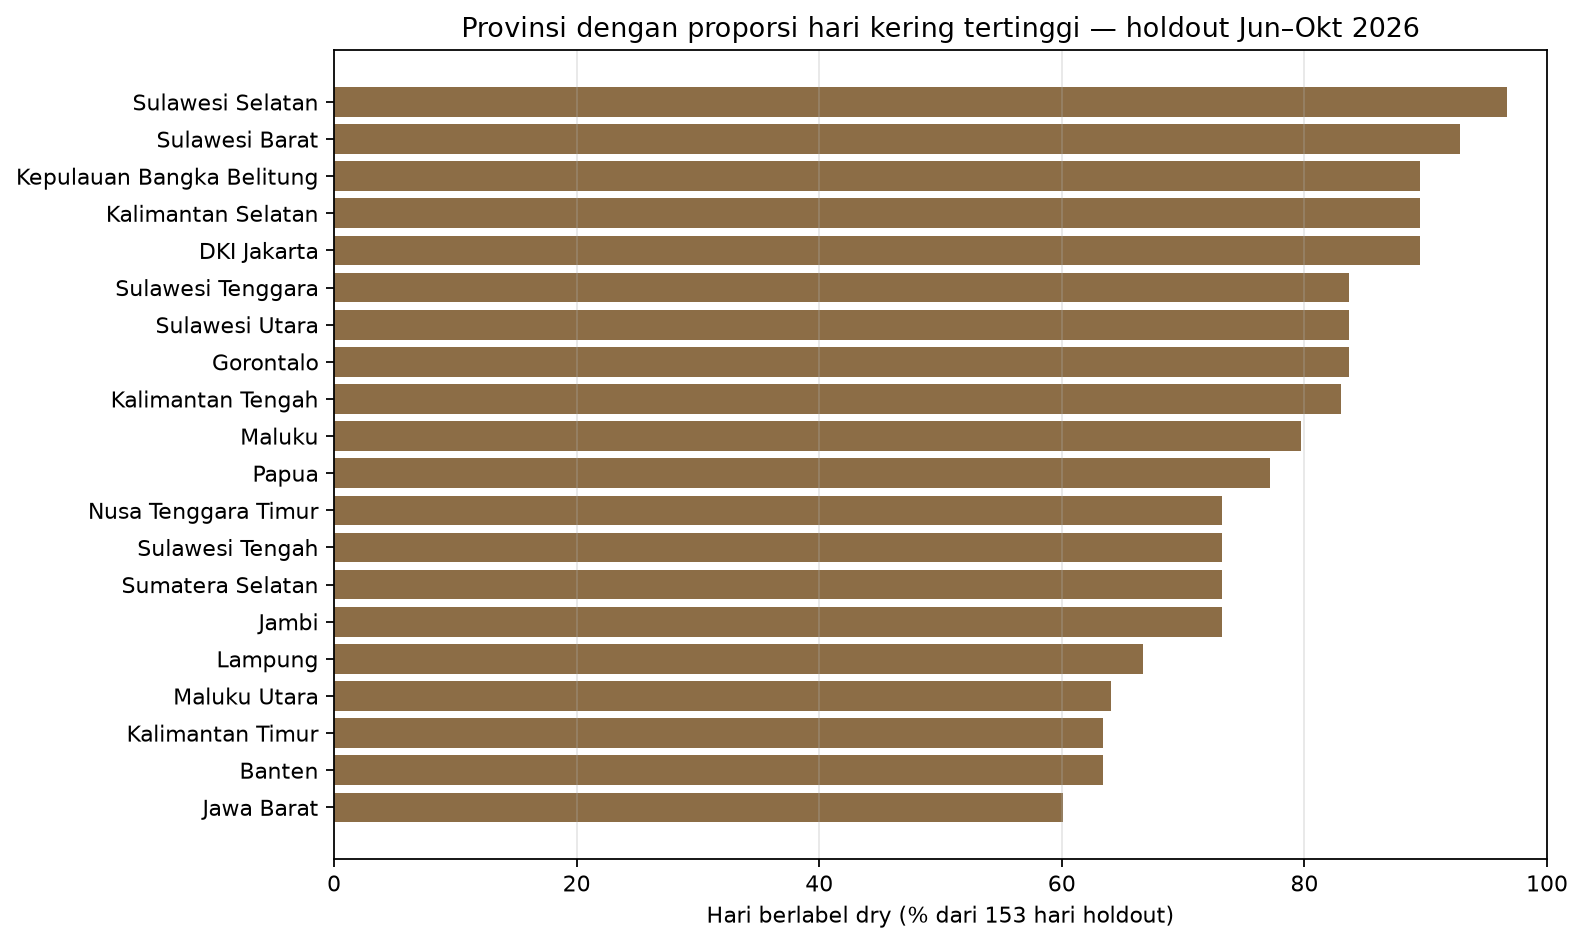 Provinsi dengan proporsi hari kering tertinggi — holdout Jun–Okt 2026
Sulawesi Selatan
Sulawesi Barat
Kepulauan Bangka Belitung
Kalimantan Selatan
DKI Jakarta
Sulawesi Tenggara
Sulawesi Utara
Gorontalo
Kalimantan Tengah
Maluku
Papua
Nusa Tenggara Timur
Sulawesi Tengah
Sumatera Selatan
Jambi
Lampung
Maluku Utara
Kalimantan Timur
Banten
Jawa Barat
0 20 40 60 80 100
Hari berlabel dry (% dari 153 hari holdout)